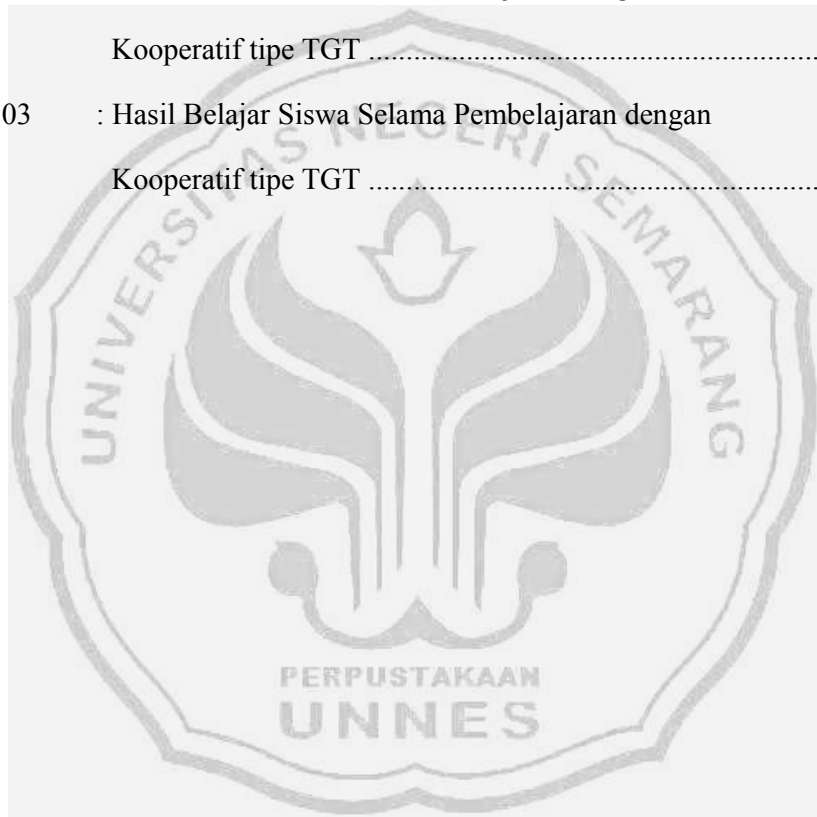 Kooperatif tipe TGT ............................................................
03 : Hasil Belajar Siswa Selama Pembelajaran dengan
Kooperatif tipe TGT ............................................................
UNIVERSITAS NEGERI SEMARANG
PERPUSTAKAAN
UNNES